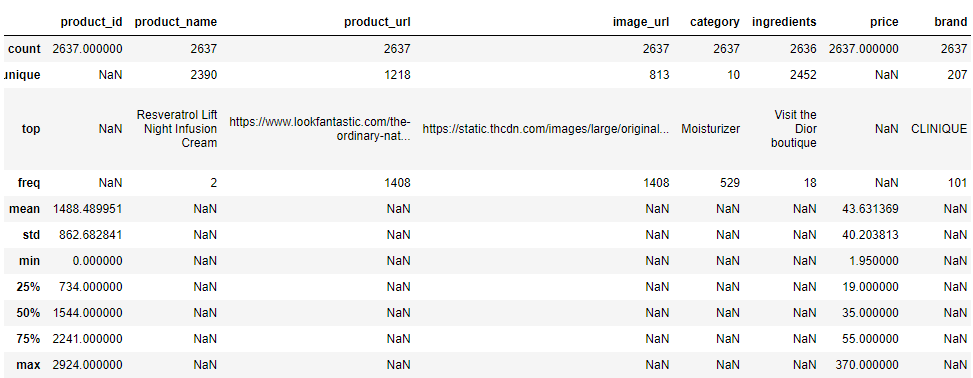 product_id product_name product_url image_url category ingredients price brand
count 2637.000000 2637 2637 2637 2637 2636 2637.000000 2637
unique NaN 2390 1218 813 10 2452 NaN 207
top NaN Resveratrol Lift Night Infusion Cream https://www.lookfantastic.com/the-ordinary-nat... https://static.thcdn.com/images/large/original... Moisturizer Visit the Dior boutique NaN CLINIQUE
freq NaN 2 1408 1408 529 18 NaN 101
mean 1488.489951 NaN NaN NaN NaN NaN 43.631369 NaN
std 862.682841 NaN NaN NaN NaN NaN 40.203813 NaN
min 0.000000 NaN NaN NaN NaN NaN 1.950000 NaN
25% 734.000000 NaN NaN NaN NaN NaN 19.000000 NaN
50% 1544.000000 NaN NaN NaN NaN NaN 35.000000 NaN
75% 2241.000000 NaN NaN NaN NaN NaN 55.000000 NaN
max 2924.000000 NaN NaN NaN NaN NaN 370.000000 NaN